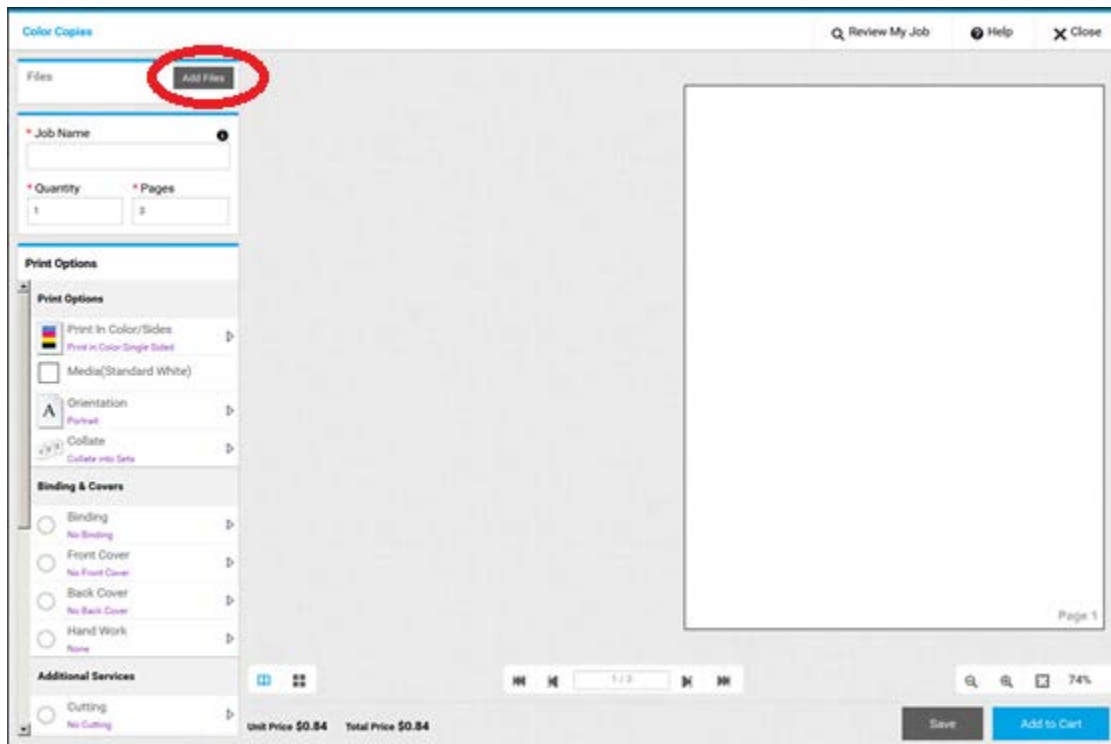 Color Copies
Review My Job
Help
Close
Files
Add Files
* Job Name
* Quantity
* Pages
1
3
Print Options
Print Options
Print In Color/Sides
Print in Color Single Sided
Media(Standard White)
A
Orientation
Portrait
Collate
Collate into Sets
Binding & Covers
Binding
No Binding
Front Cover
No Front Cover
Back Cover
No Back Cover
Hand Work
None
Additional Services
Cutting
No Cutting
Page 1
1 / 3
74%
Unit Price $0.84 Total Price $0.84
Save
Add to Cart